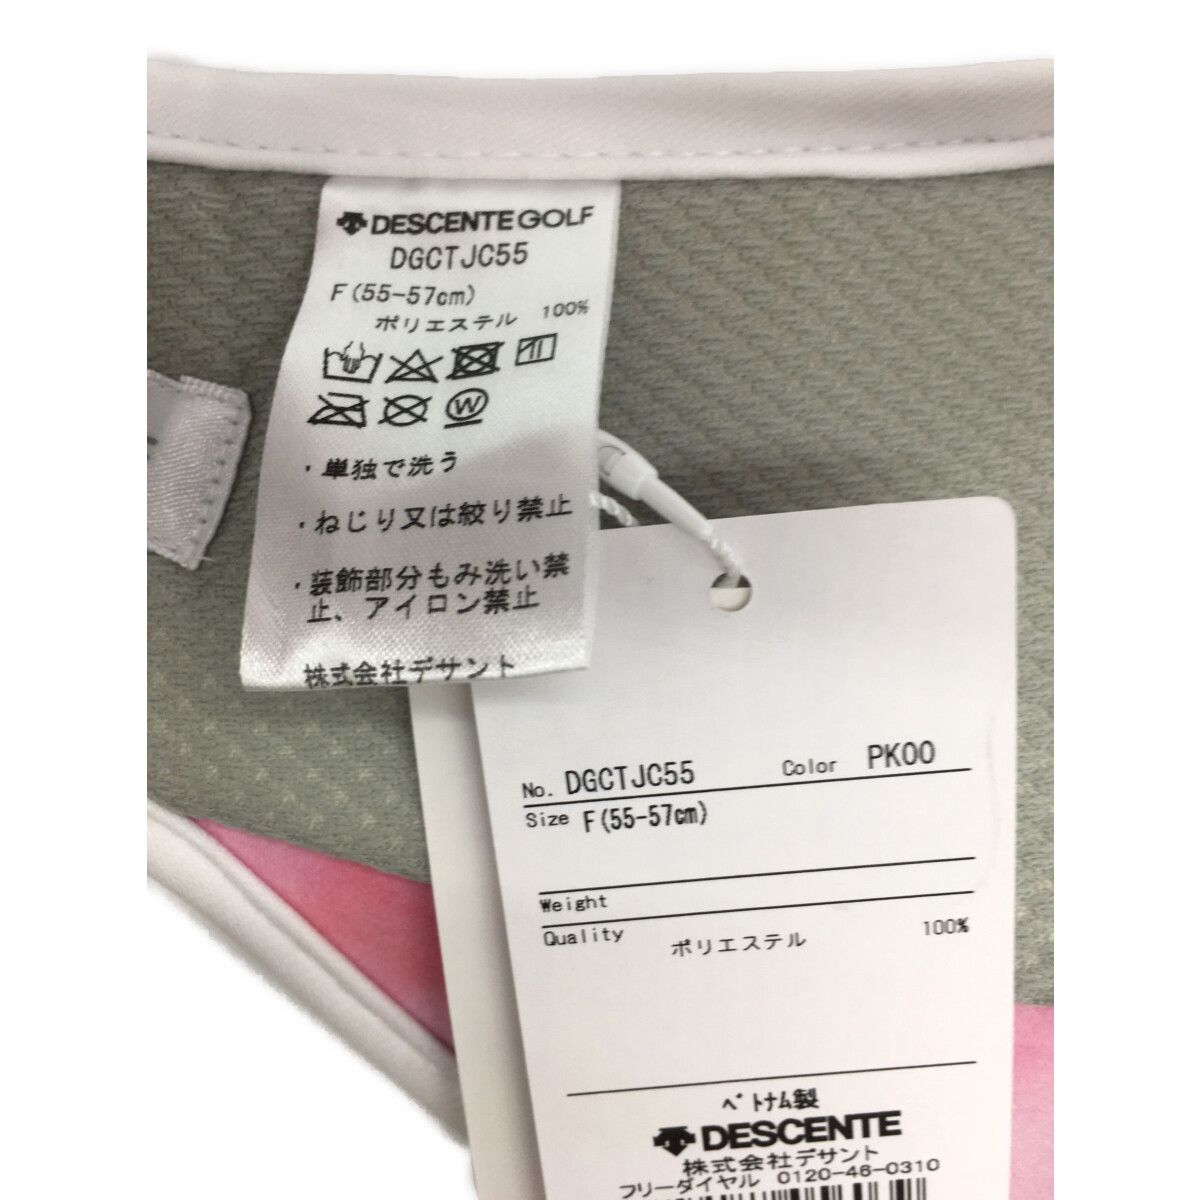 DESCENTE GOLF
DGCTJC55
F(55-57cm)
ポリエステル 100%
W
・単独で洗う
・ねじり又は絞り禁止
・装飾部分もみ洗い禁
止、アイロン禁止
株式会社デサント
No. DGCTJC55 Color PK00
Size F(55-57cm)
Weight
Quality ポリエステル 100%
ベトナム製
DESCENTE
株式会社デサント
フリーダイヤル 0120-46-0310